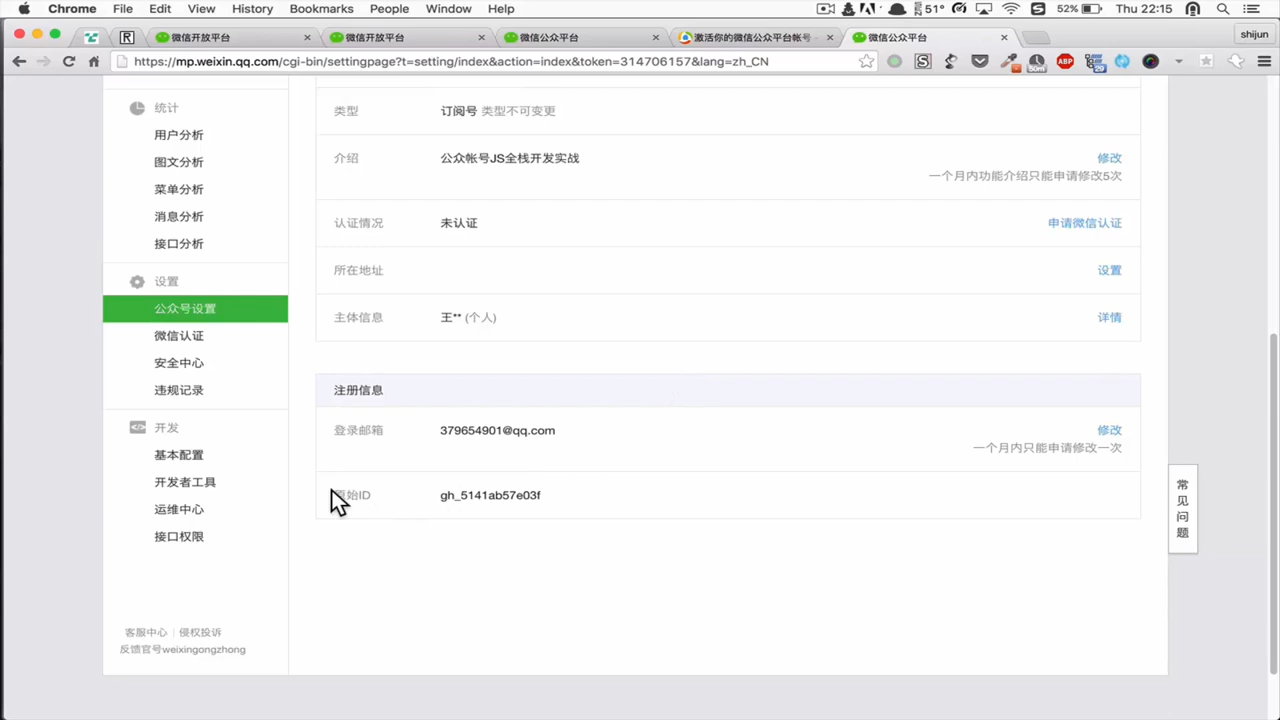 Chrome File Edit View History Bookmarks People Window Help 51° 52% Thu 22:15
微信开放平台 微信开放平台 微信公众平台 激活你的微信公众平台帐号 - 微信公众平台 shijun
https://mp.weixin.qq.com/cgi-bin/settingpage?t=setting/index&action=index&token=314706157&lang=zh_CN
统计
用户分析
图文分析
菜单分析
消息分析
接口分析
设置
公众号设置
微信认证
安全中心
违规记录
开发
基本配置
开发者工具
运维中心
接口权限
客服中心 | 侵权投诉
反馈官号weixingongzhong
类型 订阅号 类型不可变更
介绍 公众帐号JS全栈开发实战 修改
一个月内功能介绍只能申请修改5次
认证情况 未认证 申请微信认证
所在地址 设置
主体信息 王** (个人) 详情
注册信息
登录邮箱 379654901@qq.com 修改
一个月内只能申请修改一次
原始ID gh_5141ab57e03f
常
见
问
题